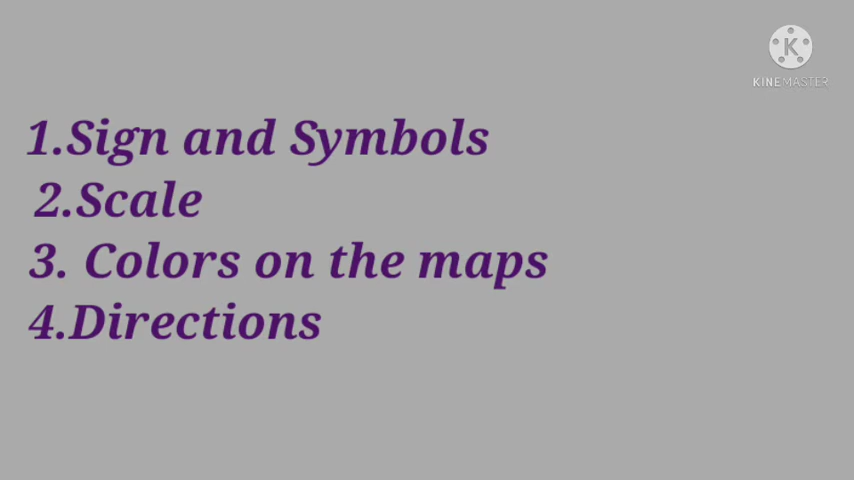 K
KINEMASTER
1.Sign and Symbols
2.Scale
3. Colors on the maps
4.Directions